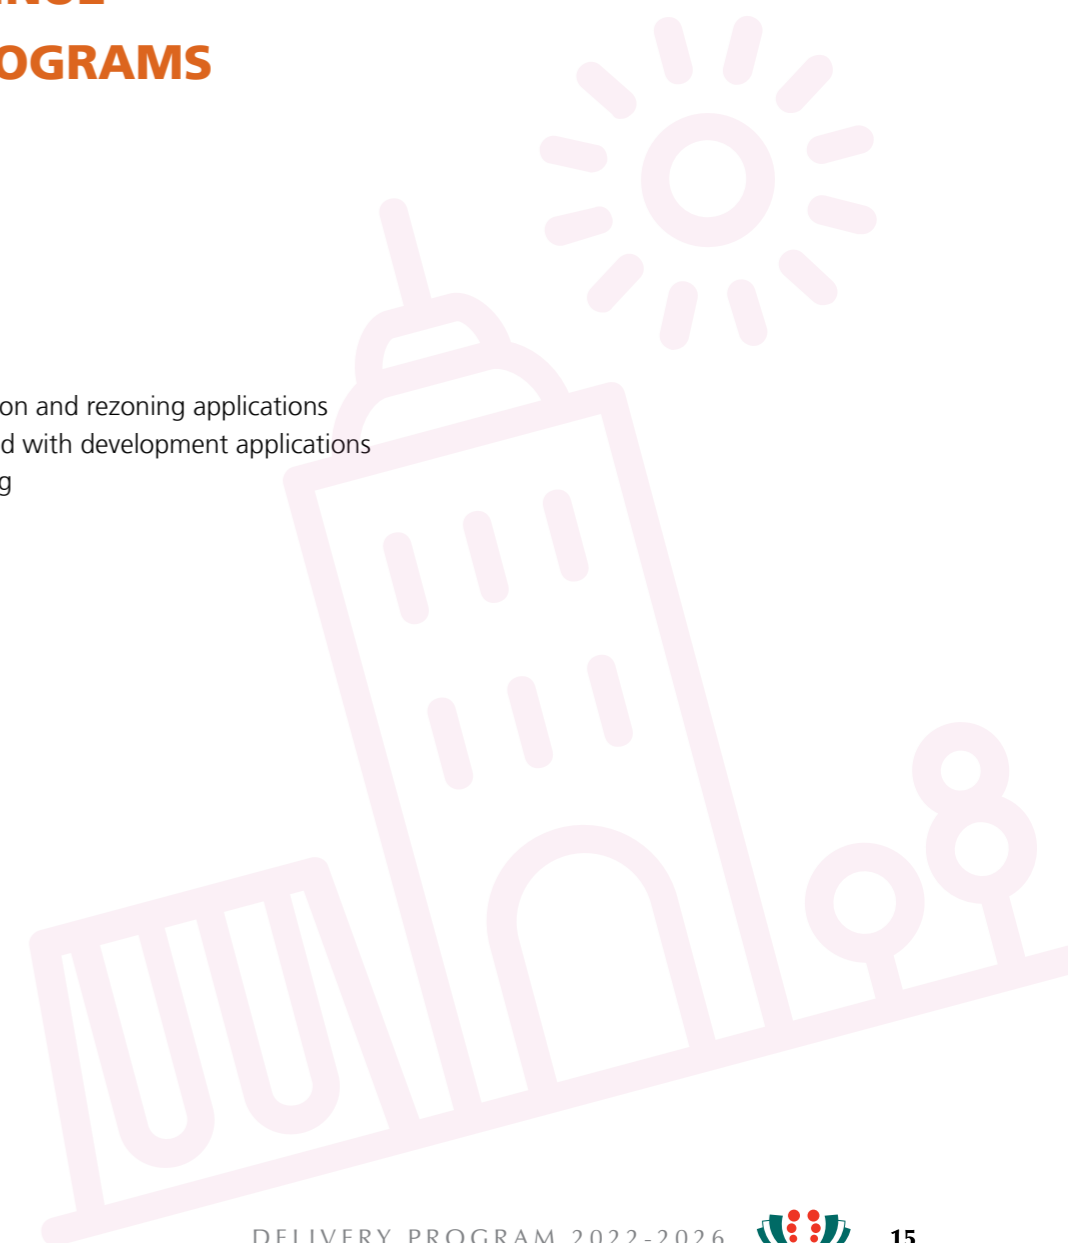 OGRAMS
on and rezoning applications
d with development applications
g
DELIVERY PROGRAM 2022-2026
15